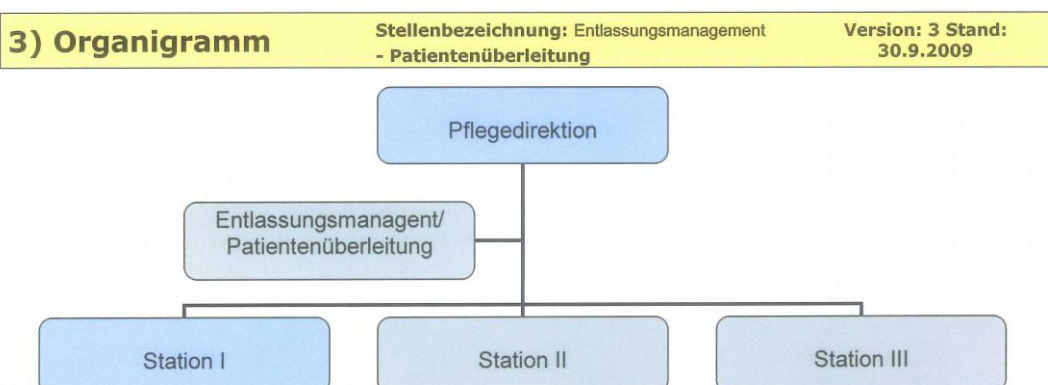 3) Organigramm
Stellenbezeichnung: Entlassungsmanagement
- Patientenüberleitung
Version: 3 Stand:
30.9.2009
Pflegedirektion
Entlassungsmanagent/
Patientenüberleitung
Station I
Station II
Station III